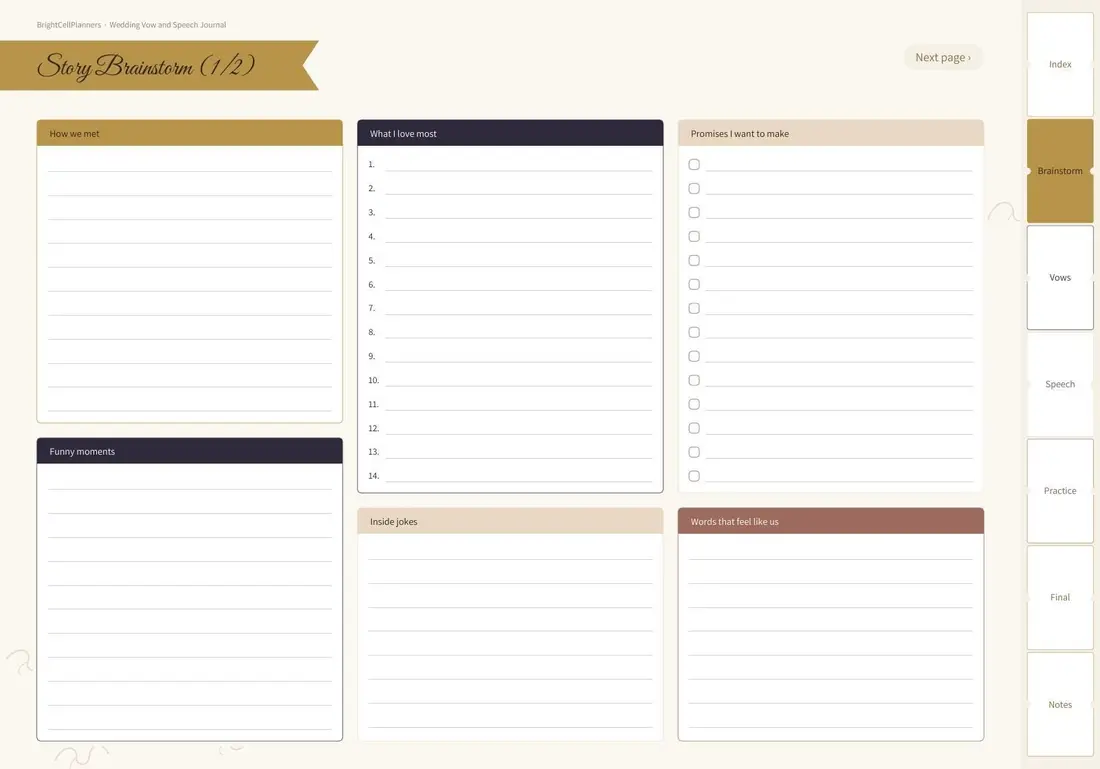 BrightCellPlanners · Wedding Vow and Speech Journal
Story Brainstorm (1/2)
Next page ›
How we met
Funny moments
What I love most
1.
2.
3.
4.
5.
6.
7.
8.
9.
10.
11.
12.
13.
14.
Inside jokes
Promises I want to make
Words that feel like us
Index
Brainstorm
Vows
Speech
Practice
Final
Notes